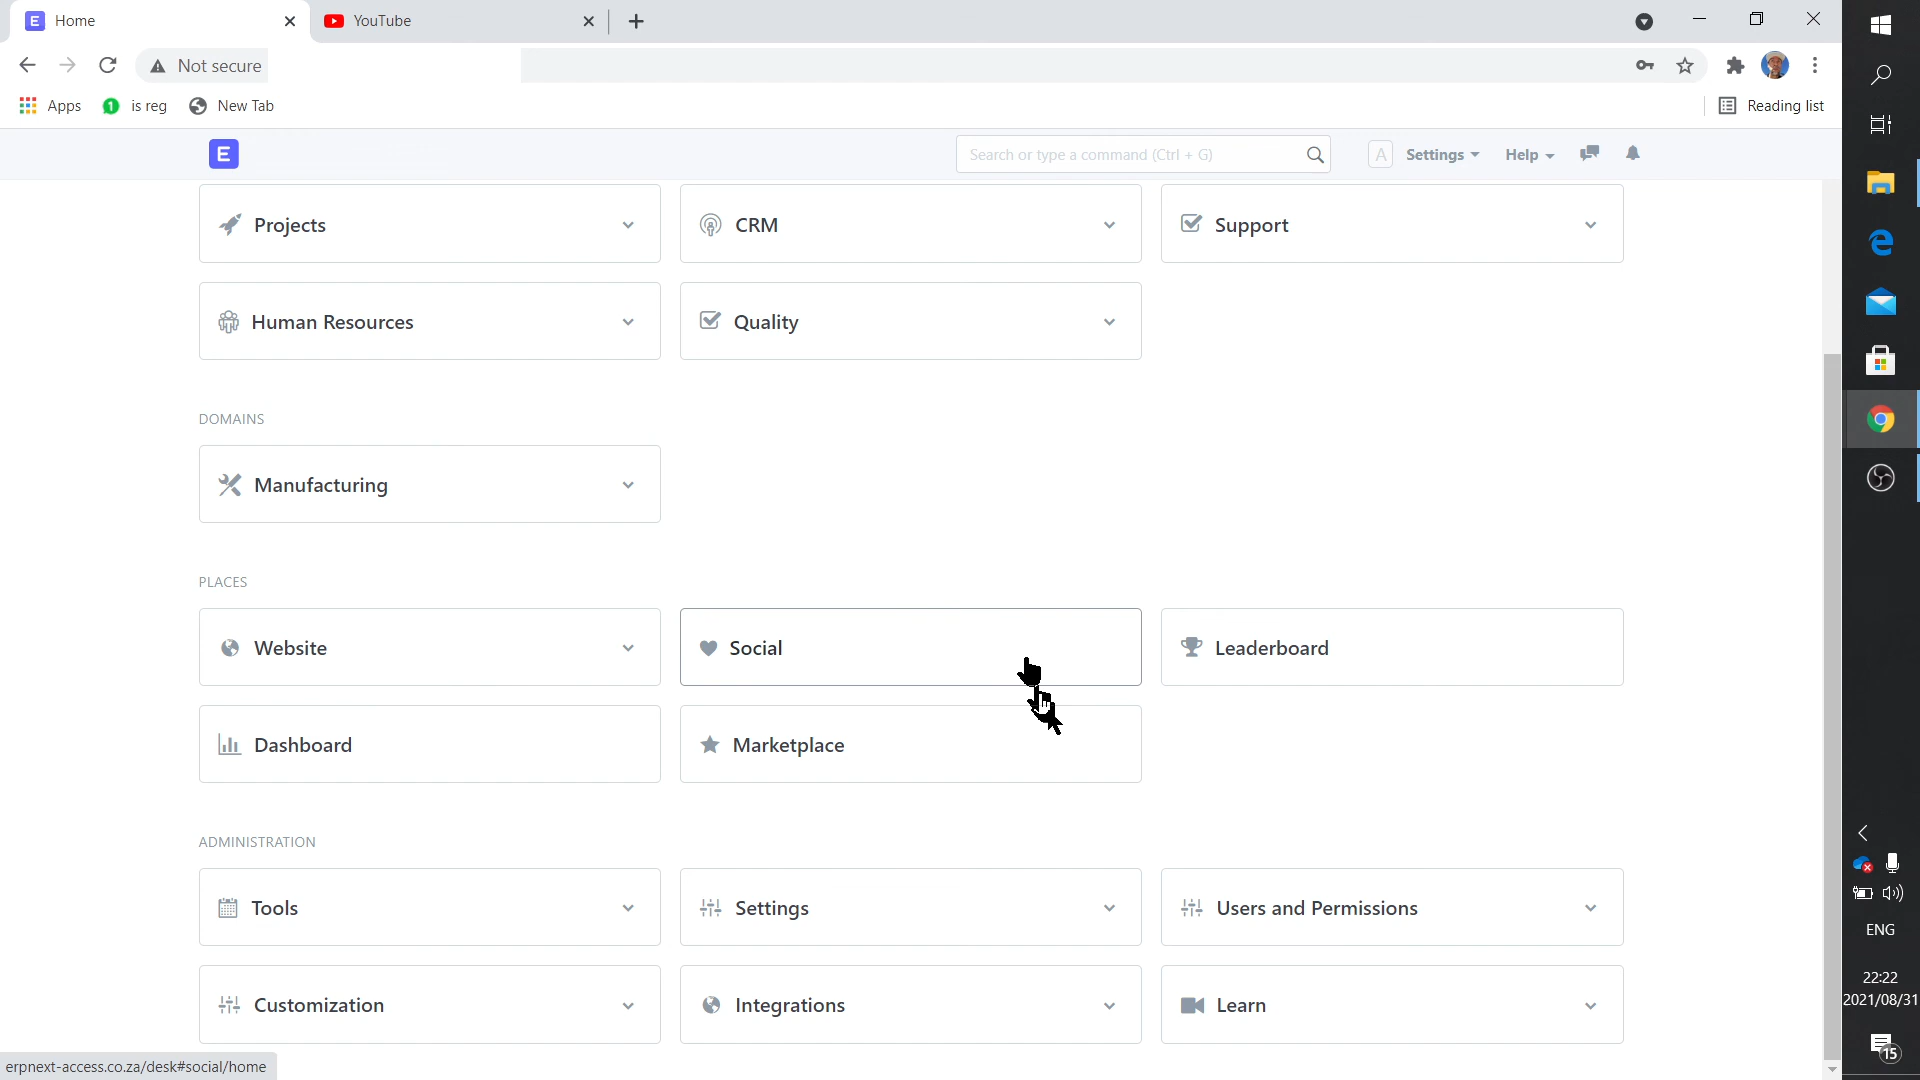 E Home
YouTube
Not secure
Apps
1 is reg
New Tab
Reading list
E
Search or type a command (Ctrl + G)
A Settings
Help
Projects
CRM
Support
Human Resources
Quality
DOMAINS
Manufacturing
PLACES
Website
Social
Leaderboard
Dashboard
Marketplace
ADMINISTRATION
Tools
Settings
Users and Permissions
Customization
Integrations
Learn
erpnext-access.co.za/desk#social/home
ENG
22:22
2021/08/31
15